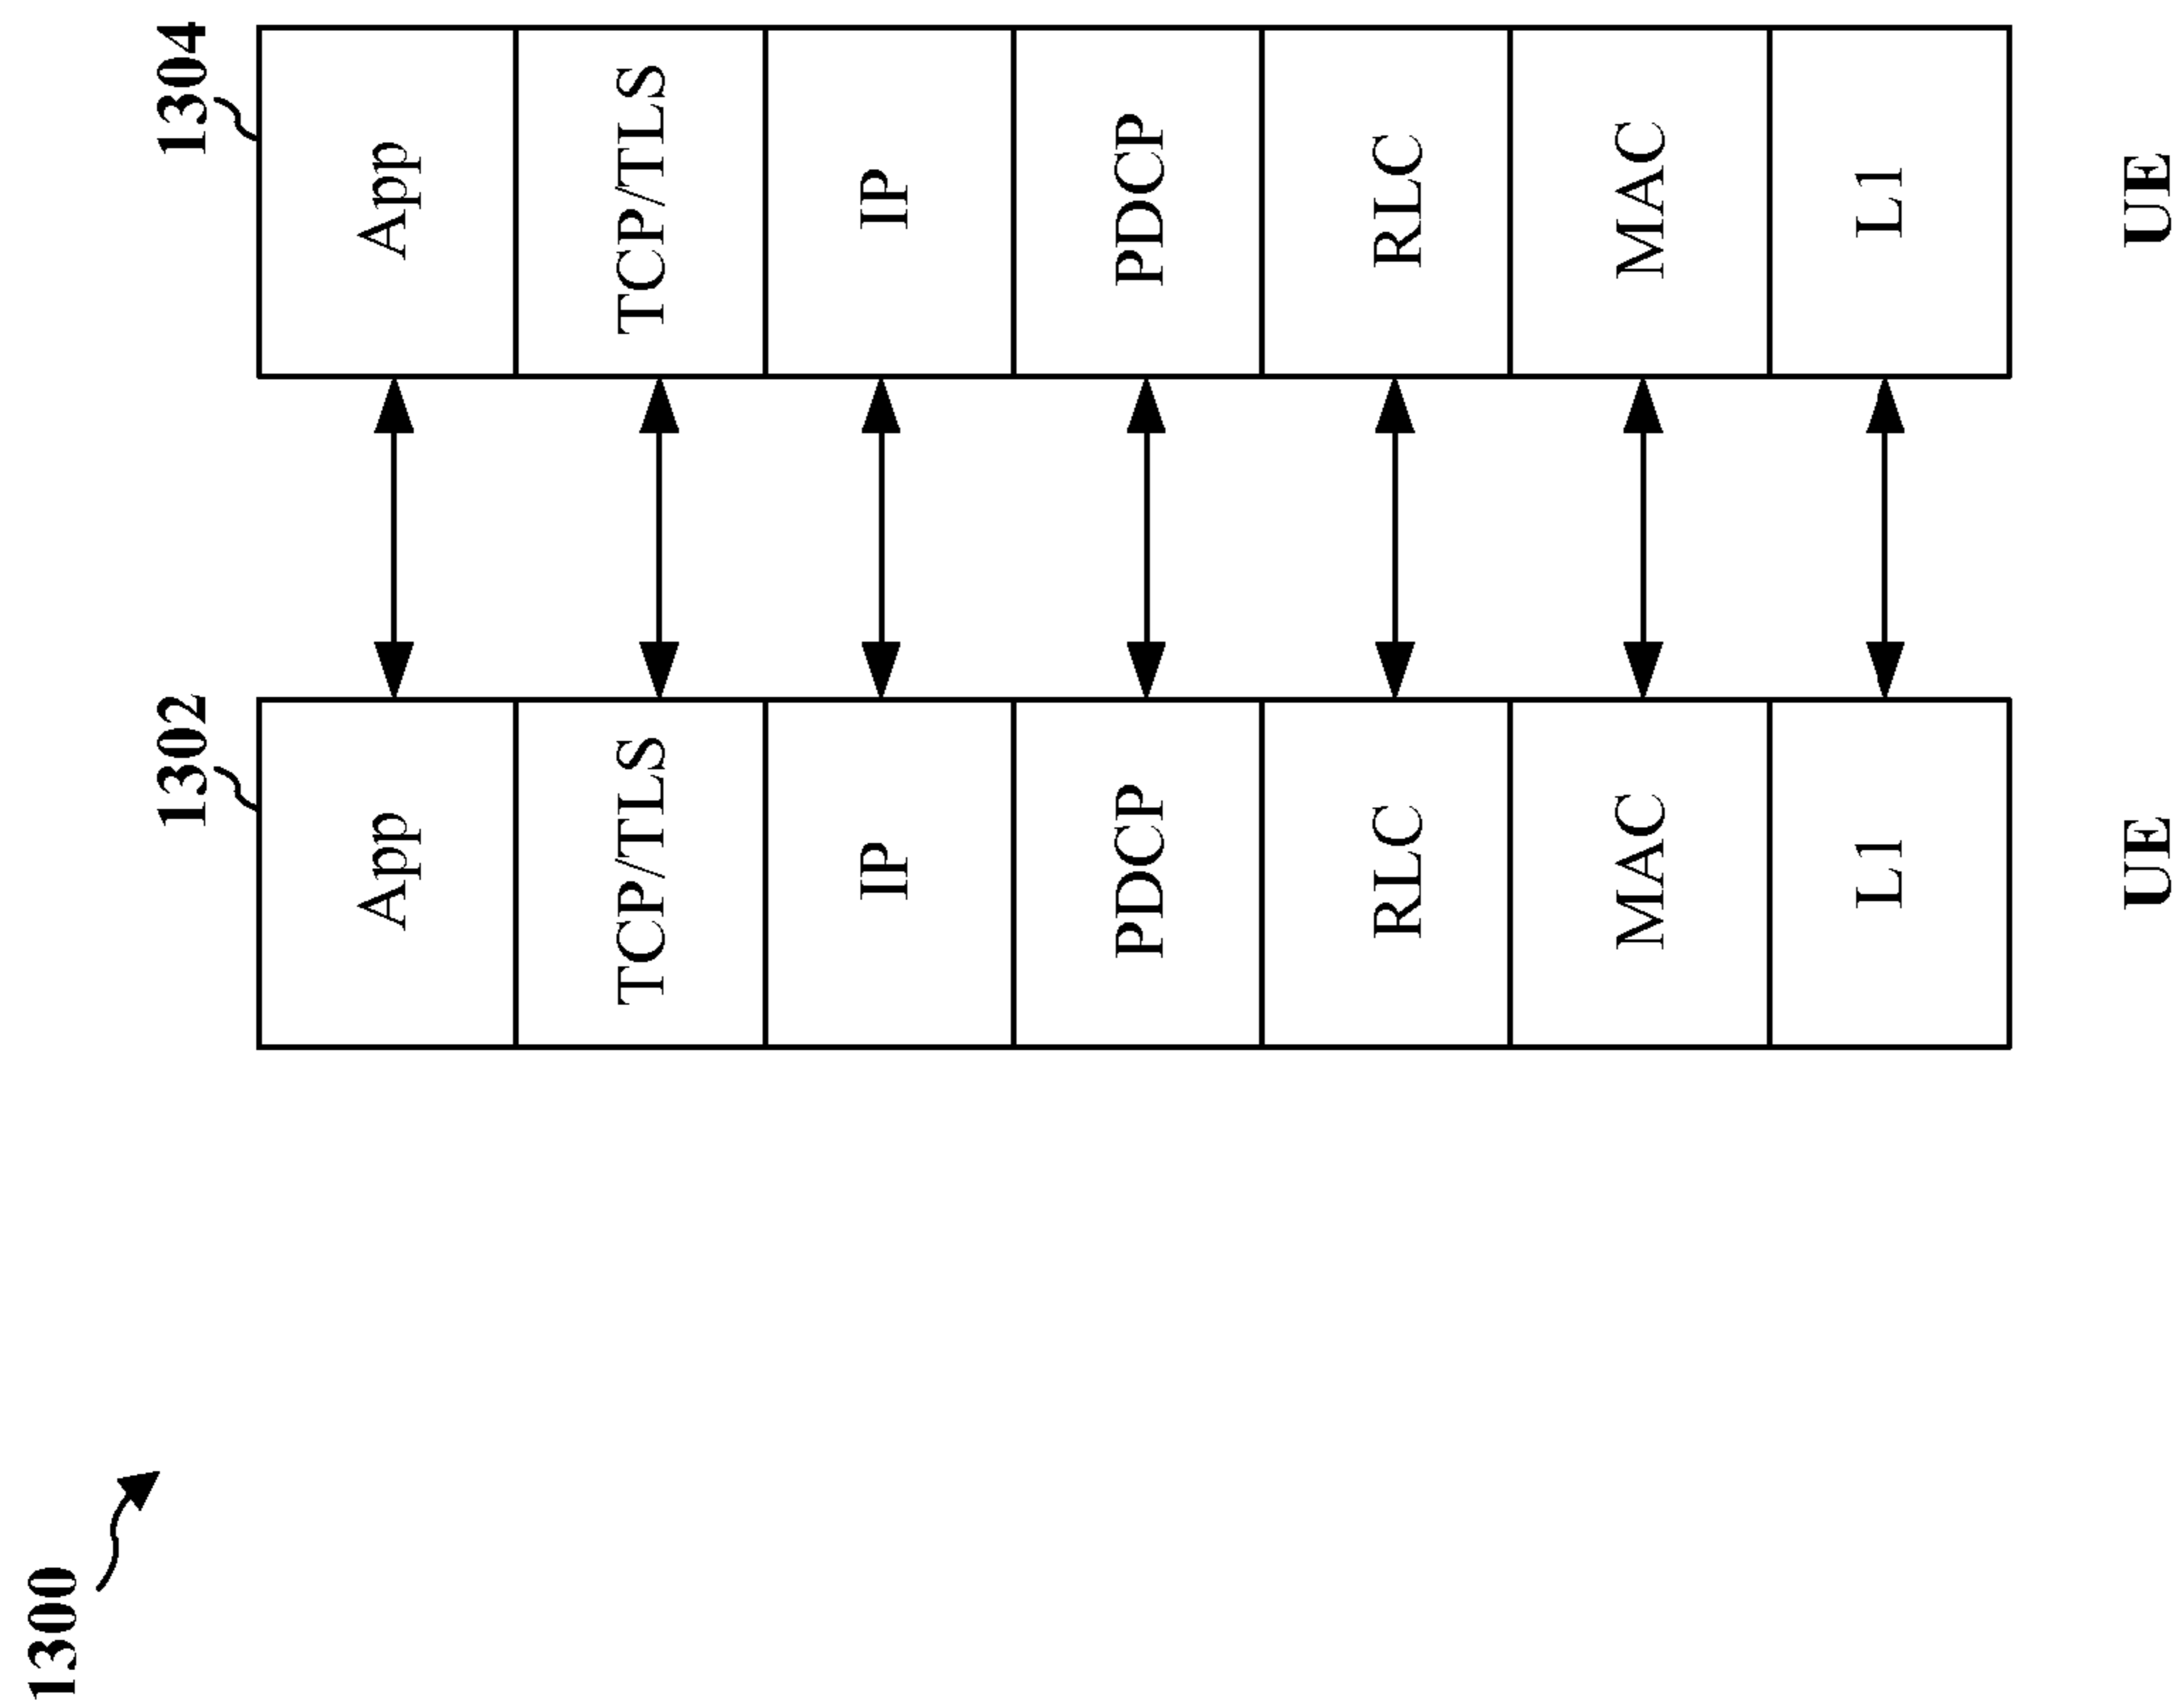 1300
1302
1304
App
App
TCP/TLS
TCP/TLS
IP
IP
PDCP
PDCP
RLC
RLC
MAC
MAC
L1
L1
UE
UE